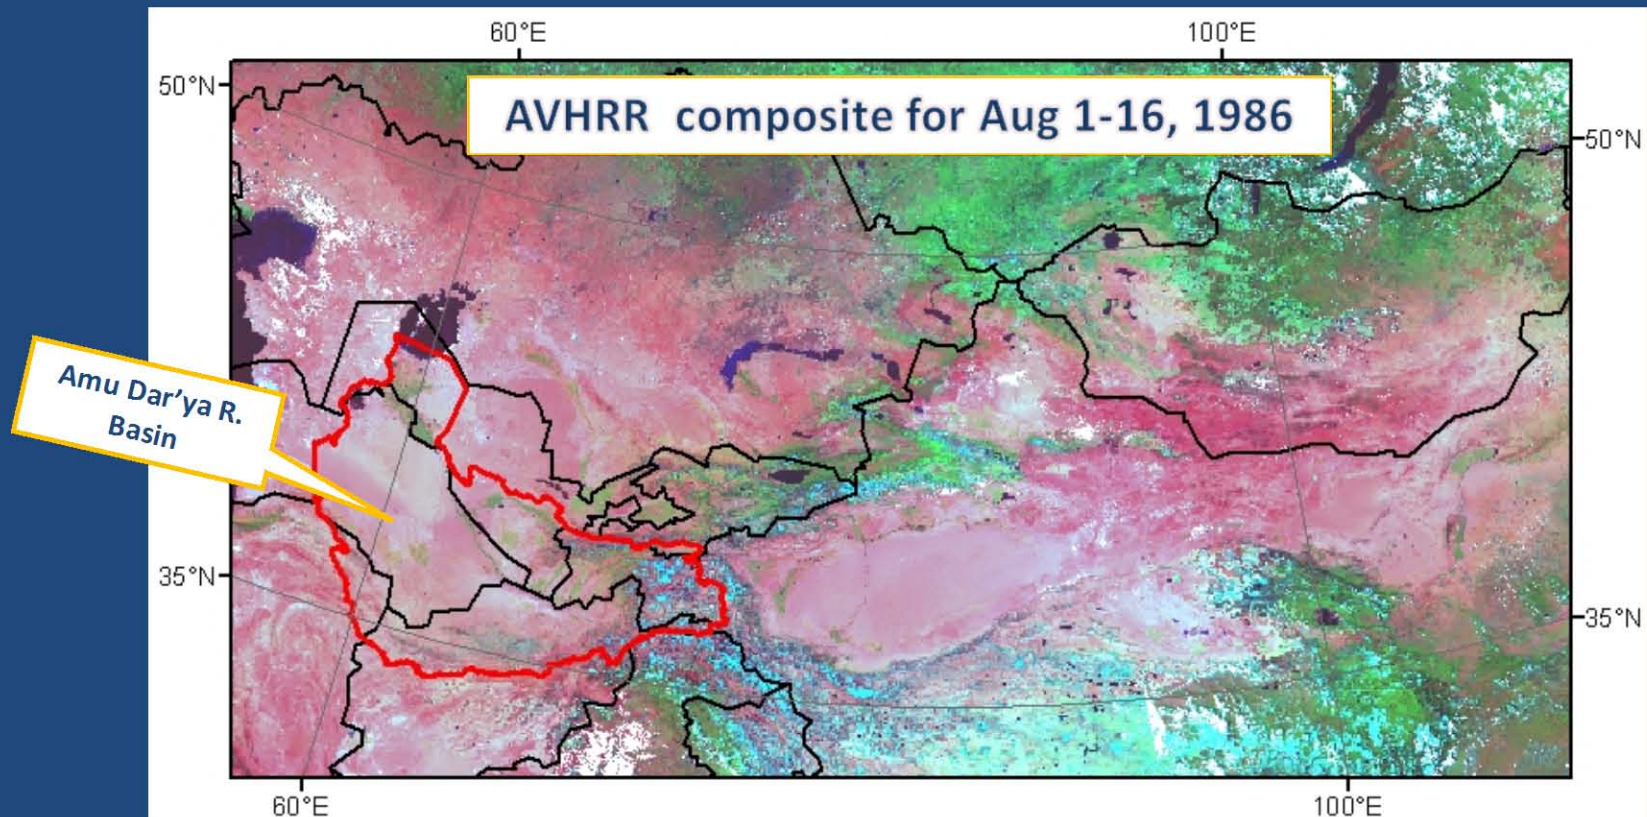 60°E
100°E
50°N
AVHRR composite for Aug 1-16, 1986
50°N
Amu Dar'ya R.
Basin
35°N
35°N
60°E
100°E